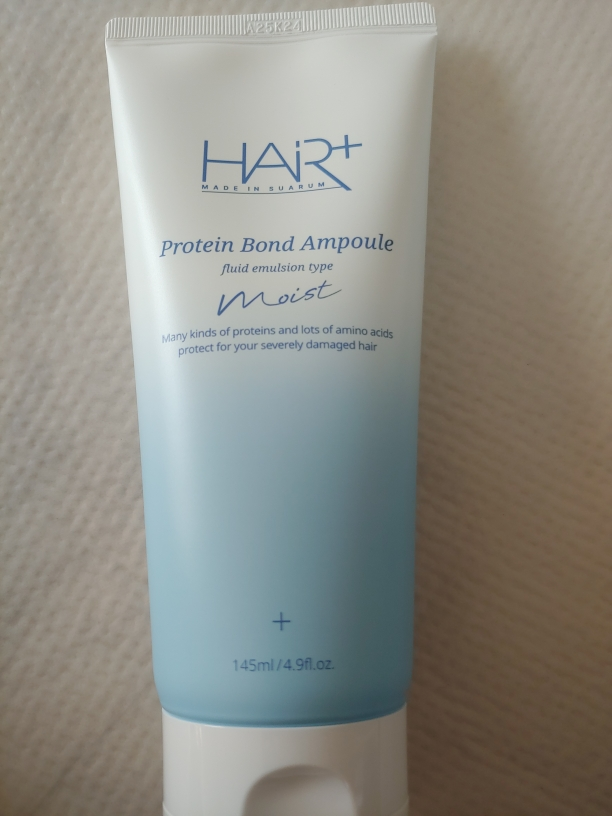 A25K24
HAiR+
MADE IN SUARUM
Protein Bond Ampoule
fluid emulsion type
Moist
Many kinds of proteins and lots of amino acids
protect for your severely damaged hair
+
145ml/4.9fl.oz.